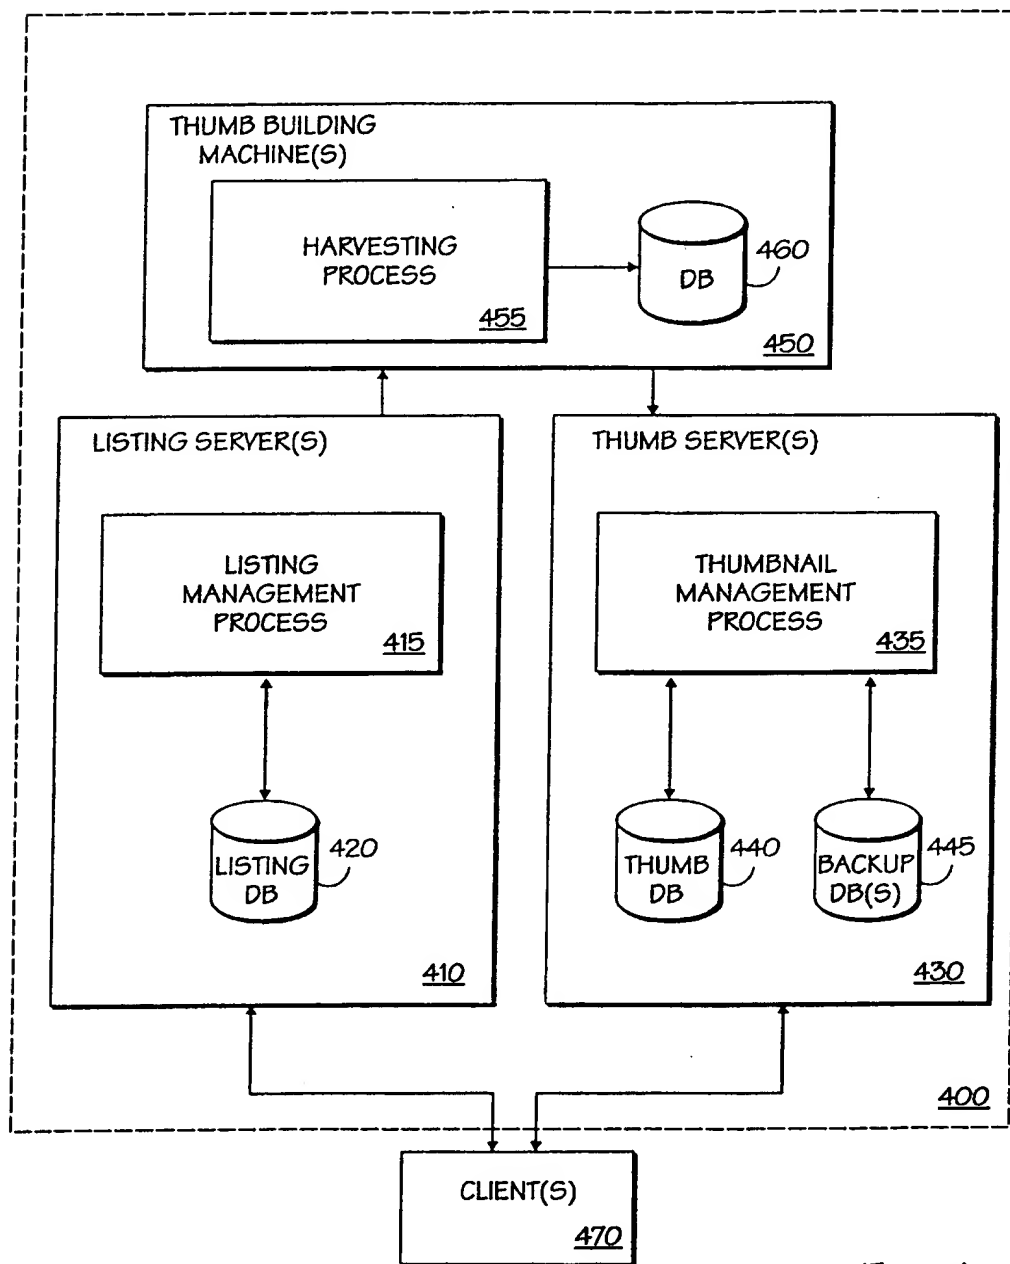 THUMB BUILDING
MACHINE(S)
HARVESTING
PROCESS
455
DB
460
450
LISTING SERVER(S)
LISTING
MANAGEMENT
PROCESS
415
LISTING
DB
420
410
THUMB SERVER(S)
THUMBNAIL
MANAGEMENT
PROCESS
435
THUMB
DB
440
BACKUP
DB(S)
445
430
400
CLIENT(S)
470